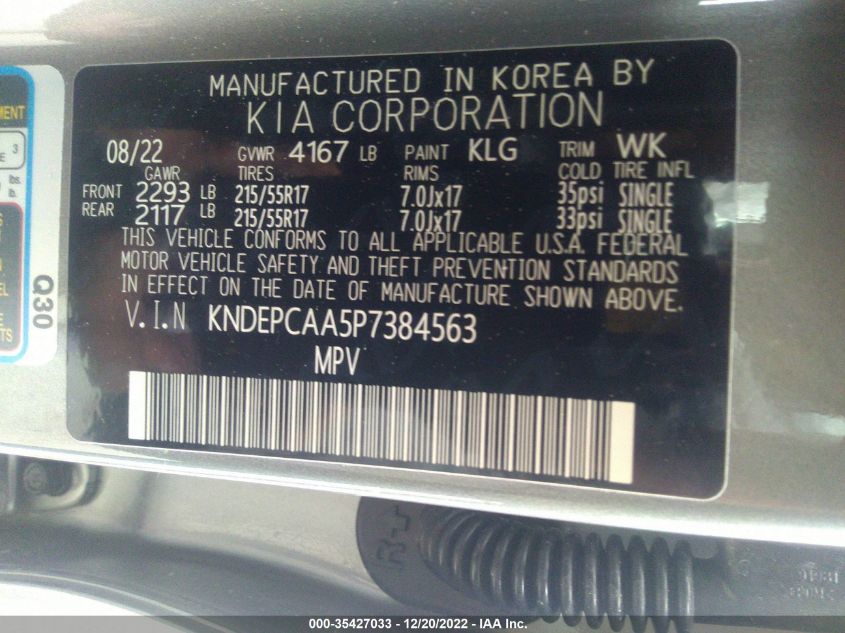 MANUFACTURED IN KOREA BY
KIA CORPORATION
08/22 GVWR 4167 LB PAINT KLG TRIM WK
GAWR TIRES RIMS COLD TIRE INFL
FRONT 2293 LB 215/55R17 7.0Jx17 35psi SINGLE
REAR 2117 LB 215/55R17 7.0Jx17 33psi SINGLE
THIS VEHICLE CONFORMS TO ALL APPLICABLE U.S.A. FEDERAL
MOTOR VEHICLE SAFETY AND THEFT PREVENTION STANDARDS
IN EFFECT ON THE DATE OF MANUFACTURE SHOWN ABOVE.
V.I.N KNDEPCAA5P7384563
MPV
3
lbs.
Q30
R
000-35427033 - 12/20/2022 - IAA Inc.